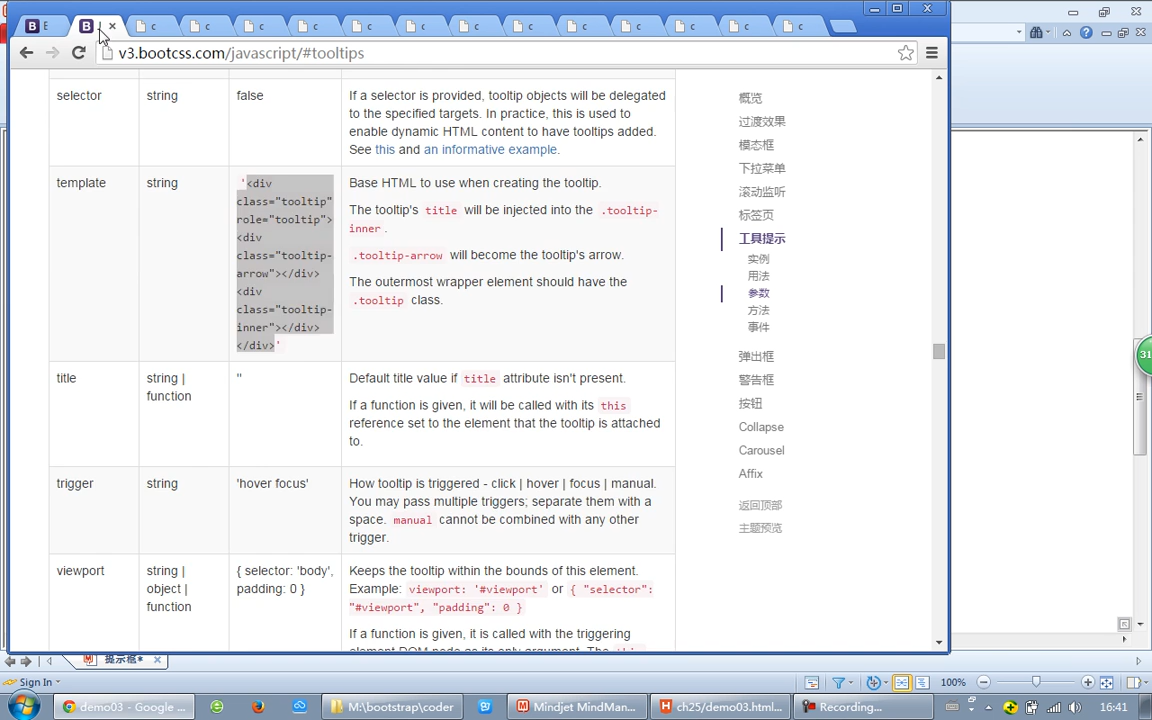 v3.bootcss.com/javascript/#tooltips
selector
string
false
If a selector is provided, tooltip objects will be delegated
to the specified targets. In practice, this is used to
enable dynamic HTML content to have tooltips added.
See this and an informative example.
template
string
'<div
class="tooltip"
role="tooltip">
<div
class="tooltip-
arrow"></div>
<div
class="tooltip-
inner"></div>
</div>'
Base HTML to use when creating the tooltip.
The tooltip's title will be injected into the .tooltip-
inner .
.tooltip-arrow will become the tooltip's arrow.
The outermost wrapper element should have the
.tooltip class.
title
string |
function
''
Default title value if title attribute isn't present.
If a function is given, it will be called with its this
reference set to the element that the tooltip is attached
to.
trigger
string
'hover focus'
How tooltip is triggered - click | hover | focus | manual.
You may pass multiple triggers; separate them with a
space. manual cannot be combined with any other
trigger.
viewport
string |
object |
function
{ selector: 'body',
padding: 0 }
Keeps the tooltip within the bounds of this element.
Example: viewport: '#viewport' or { "selector":
"#viewport", "padding": 0 }
If a function is given, it is called with the triggering
概览
过渡效果
模态框
下拉菜单
滚动监听
标签页
工具提示
实例
用法
参数
方法
事件
弹出框
警告框
按钮
Collapse
Carousel
Affix
返回顶部
主题预览
31
提示框*
Sign In
100%
demo03 - Google ...
M:\bootstrap\coder
Mindjet MindMan...
ch25/demo03.html...
Recording...
16:41